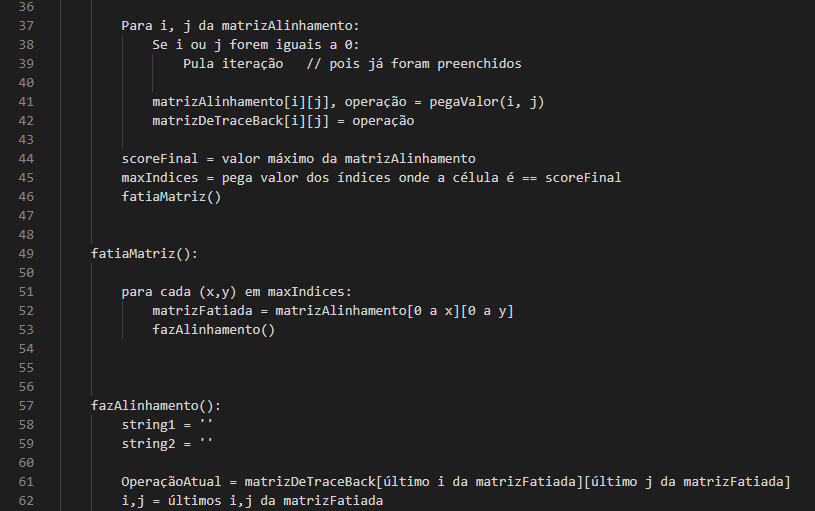 36
37 Para i, j da matrizAlinhamento:
38 Se i ou j forem iguais a 0:
39 Pula iteração // pois já foram preenchidos
40
41 matrizAlinhamento[i][j], operação = pegaValor(i, j)
42 matrizDeTraceBack[i][j] = operação
43
44 scoreFinal = valor máximo da matrizAlinhamento
45 maxIndices = pega valor dos índices onde a célula é == scoreFinal
46 fatiaMatriz()
47
48
49 fatiaMatriz():
50
51 para cada (x,y) em maxIndices:
52 matrizFatiada = matrizAlinhamento[0 a x][0 a y]
53 fazAlinhamento()
54
55
56
57 fazAlinhamento():
58 string1 = ''
59 string2 = ''
60
61 OperaçãoAtual = matrizDeTraceBack[último i da matrizFatiada][último j da matrizFatiada]
62 i,j = últimos i,j da matrizFatiada